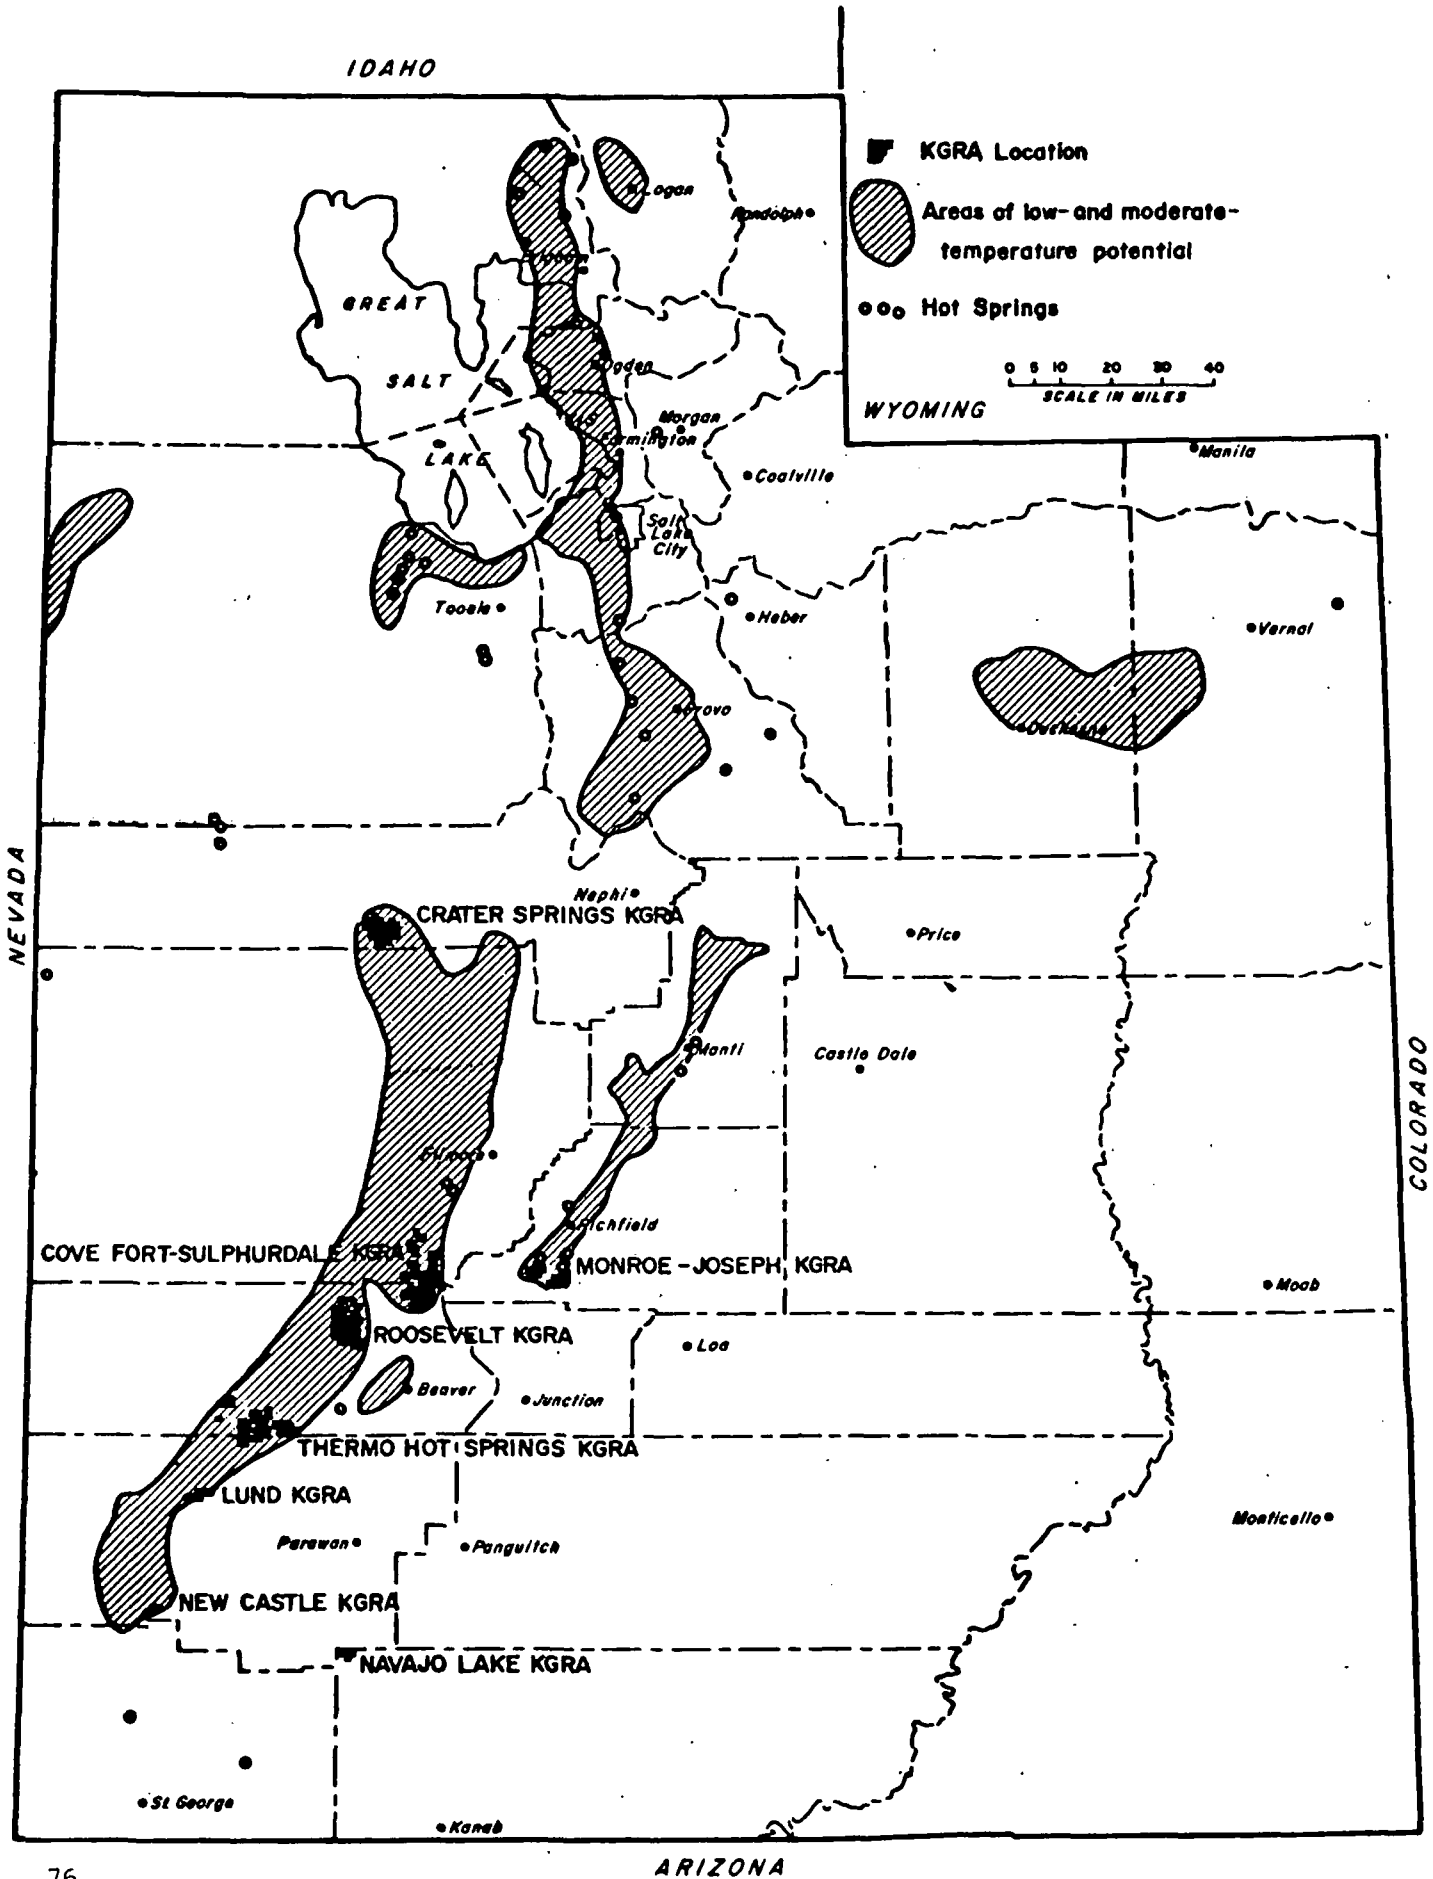 IDAHO
KGRA Location
Areas of low-and moderate-
temperature potential
Hot Springs
0 5 10 20 30 40
SCALE IN MILES
WYOMING
Logan
Randolph
Brigham
GREAT
SALT
LAKE
Ogden
Morgan
Farmington
Coalville
Manila
Salt
Lake
City
Tooele
Heber
Vernal
Provo
Duchesne
NEVADA
Nephi
CRATER SPRINGS KGRA
Price
Manti
Castle Dale
COLORADO
Fillmore
Richfield
COVE FORT-SULPHURDALE KGRA
MONROE-JOSEPH KGRA
Moab
ROOSEVELT KGRA
Loa
Beaver
Junction
THERMO HOT SPRINGS KGRA
LUND KGRA
Parowan
Panguitch
Monticello
NEW CASTLE KGRA
NAVAJO LAKE KGRA
St. George
Kanab
ARIZONA
76